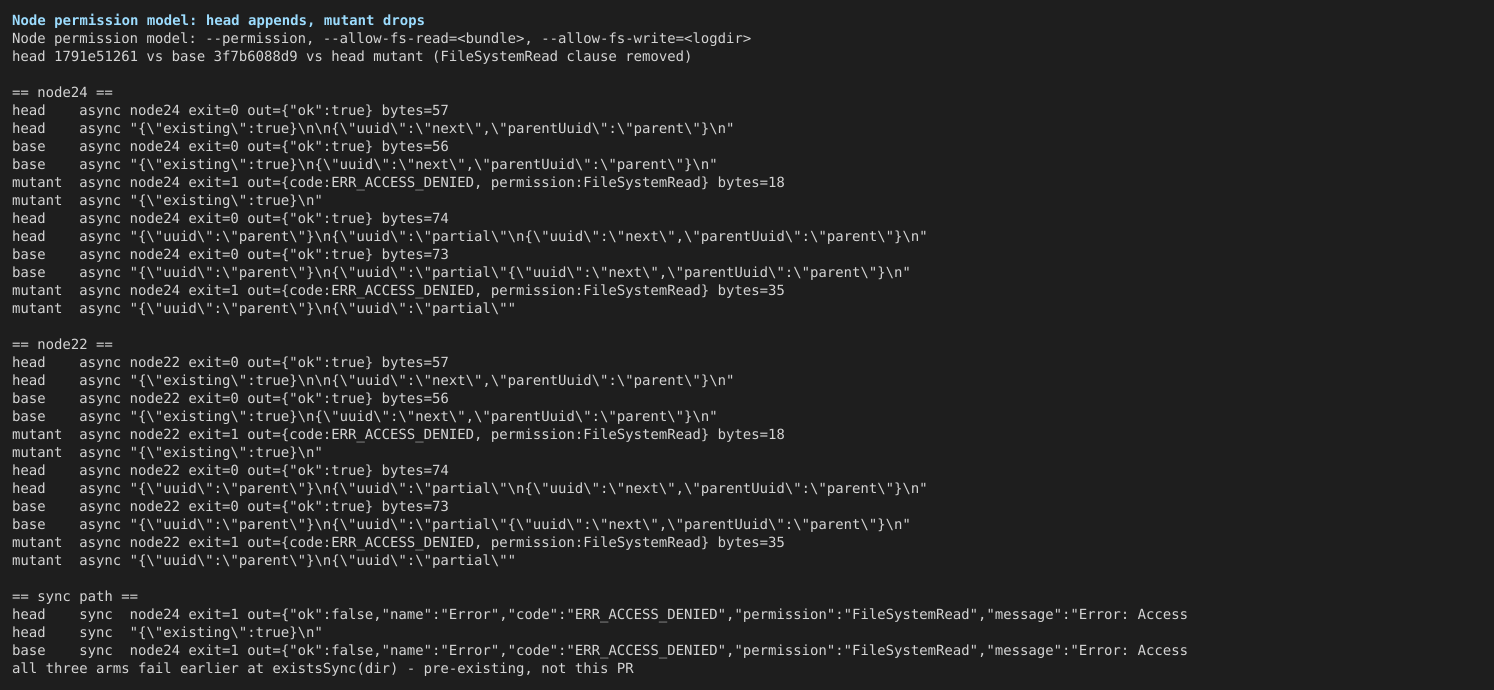 Node permission model: head appends, mutant drops
Node permission model: --permission, --allow-fs-read=<bundle>, --allow-fs-write=<logdir>
head 1791e51261 vs base 3f7b6088d9 vs head mutant (FileSystemRead clause removed)
== node24 ==
head    async node24 exit=0 out={"ok":true} bytes=57
head    async "{\"existing\":true}\n\n{\"uuid\":\"next\",\"parentUuid\":\"parent\"}\n"
base    async node24 exit=0 out={"ok":true} bytes=56
base    async "{\"existing\":true}\n{\"uuid\":\"next\",\"parentUuid\":\"parent\"}\n"
mutant  async node24 exit=1 out={code:ERR_ACCESS_DENIED, permission:FileSystemRead} bytes=18
mutant  async "{\"existing\":true}\n"
head    async node24 exit=0 out={"ok":true} bytes=74
head    async "{\"uuid\":\"parent\"}\n{\"uuid\":\"partial\"\n{\"uuid\":\"next\",\"parentUuid\":\"parent\"}\n"
base    async node24 exit=0 out={"ok":true} bytes=73
base    async "{\"uuid\":\"parent\"}\n{\"uuid\":\"partial\"{\"uuid\":\"next\",\"parentUuid\":\"parent\"}\n"
mutant  async node24 exit=1 out={code:ERR_ACCESS_DENIED, permission:FileSystemRead} bytes=35
mutant  async "{\"uuid\":\"parent\"}\n{\"uuid\":\"partial\""
== node22 ==
head    async node22 exit=0 out={"ok":true} bytes=57
head    async "{\"existing\":true}\n\n{\"uuid\":\"next\",\"parentUuid\":\"parent\"}\n"
base    async node22 exit=0 out={"ok":true} bytes=56
base    async "{\"existing\":true}\n{\"uuid\":\"next\",\"parentUuid\":\"parent\"}\n"
mutant  async node22 exit=1 out={code:ERR_ACCESS_DENIED, permission:FileSystemRead} bytes=18
mutant  async "{\"existing\":true}\n"
head    async node22 exit=0 out={"ok":true} bytes=74
head    async "{\"uuid\":\"parent\"}\n{\"uuid\":\"partial\"\n{\"uuid\":\"next\",\"parentUuid\":\"parent\"}\n"
base    async node22 exit=0 out={"ok":true} bytes=73
base    async "{\"uuid\":\"parent\"}\n{\"uuid\":\"partial\"{\"uuid\":\"next\",\"parentUuid\":\"parent\"}\n"
mutant  async node22 exit=1 out={code:ERR_ACCESS_DENIED, permission:FileSystemRead} bytes=35
mutant  async "{\"uuid\":\"parent\"}\n{\"uuid\":\"partial\""
== sync path ==
head    sync  node24 exit=1 out={"ok":false,"name":"Error","code":"ERR_ACCESS_DENIED","permission":"FileSystemRead","message":"Error: Access
head    sync  "{\"existing\":true}\n"
base    sync  node24 exit=1 out={"ok":false,"name":"Error","code":"ERR_ACCESS_DENIED","permission":"FileSystemRead","message":"Error: Access
all three arms fail earlier at existsSync(dir) - pre-existing, not this PR